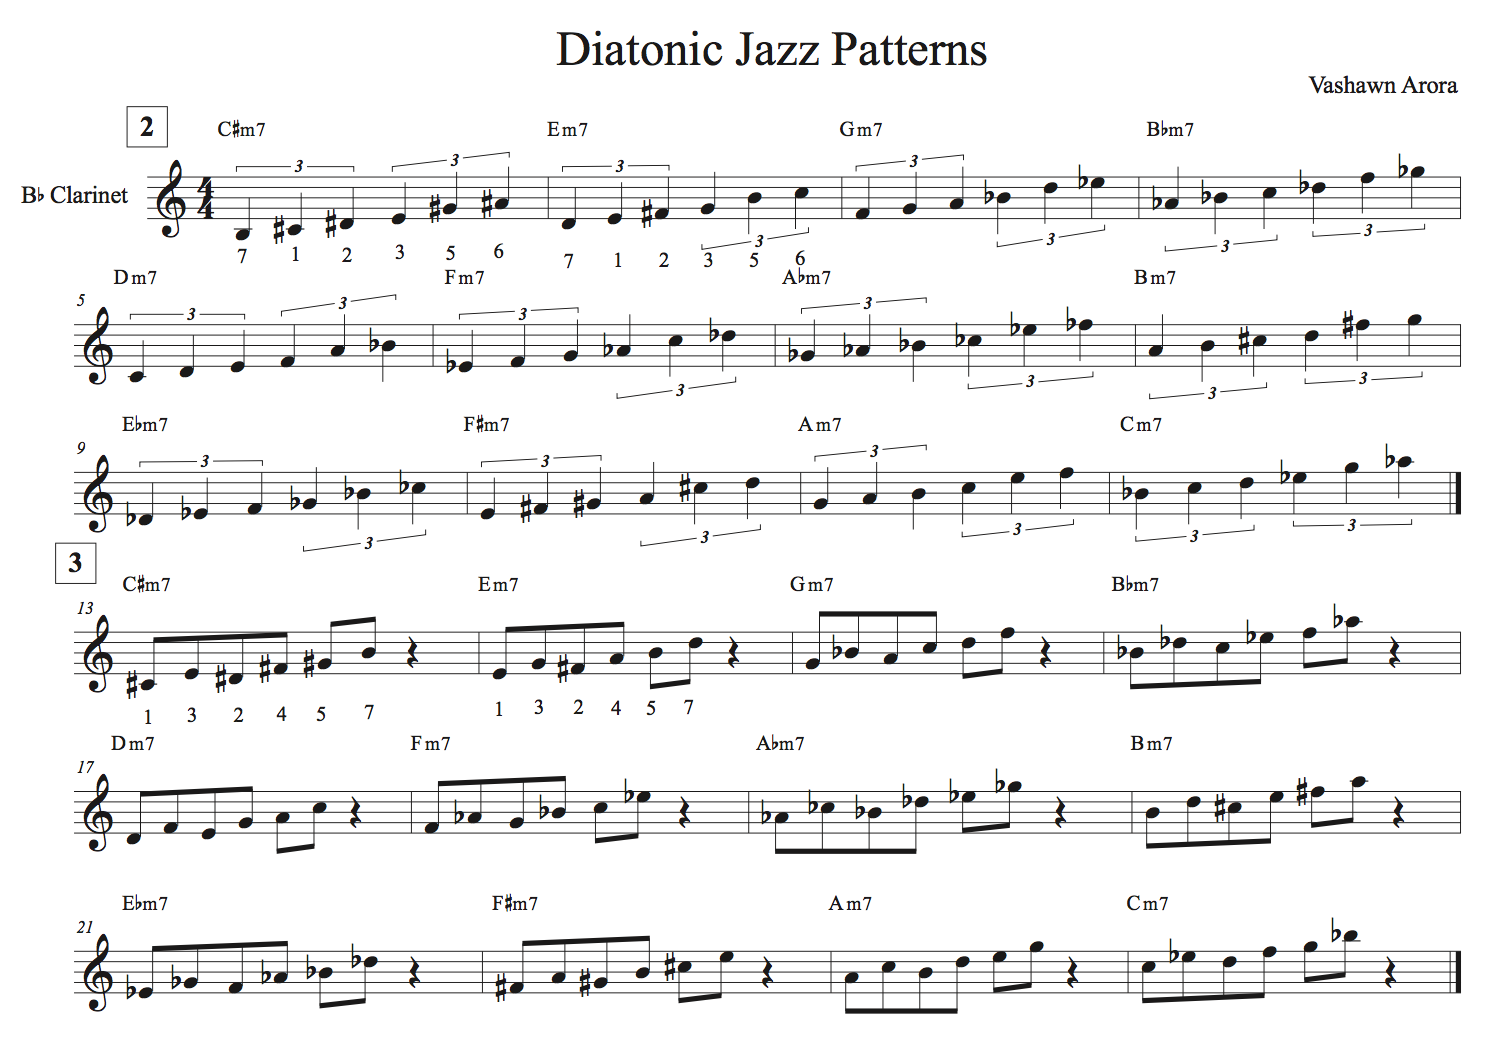 Diatonic Jazz Patterns
Vashawn Arora
2
C♯m7 Em7 Gm7 B♭m7
3 3 3 3
B♭ Clarinet
4
4
3 3 3 3
7 1 2 3 5 6 7 1 2 3 5 6
Dm7 Fm7 A♭m7 Bm7
5
3 3 3 3
3 3 3 3
E♭m7 F♯m7 Am7 Cm7
9
3 3 3
3 3 3 3 3
3
C♯m7 Em7 Gm7 B♭m7
13
1 3 2 4 5 7 1 3 2 4 5 7
Dm7 Fm7 A♭m7 Bm7
17
E♭m7 F♯m7 Am7 Cm7
21